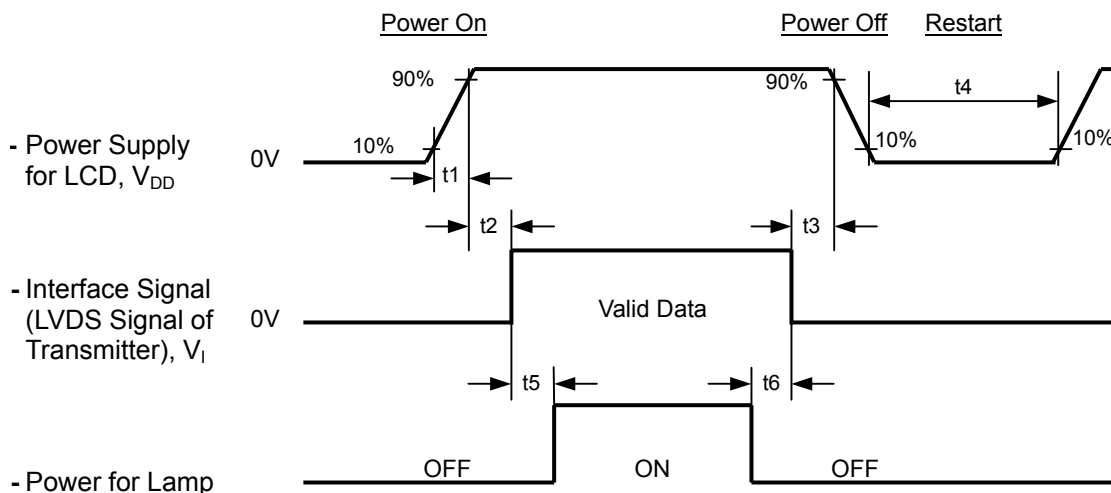 Power On
Power Off
Restart
90%
90%
t4
- Power Supply
for LCD, VDD
0V
10%
10%
10%
t1
t2
t3
- Interface Signal
(LVDS Signal of
Transmitter), VI
0V
Valid Data
t5
t6
- Power for Lamp
OFF
ON
OFF